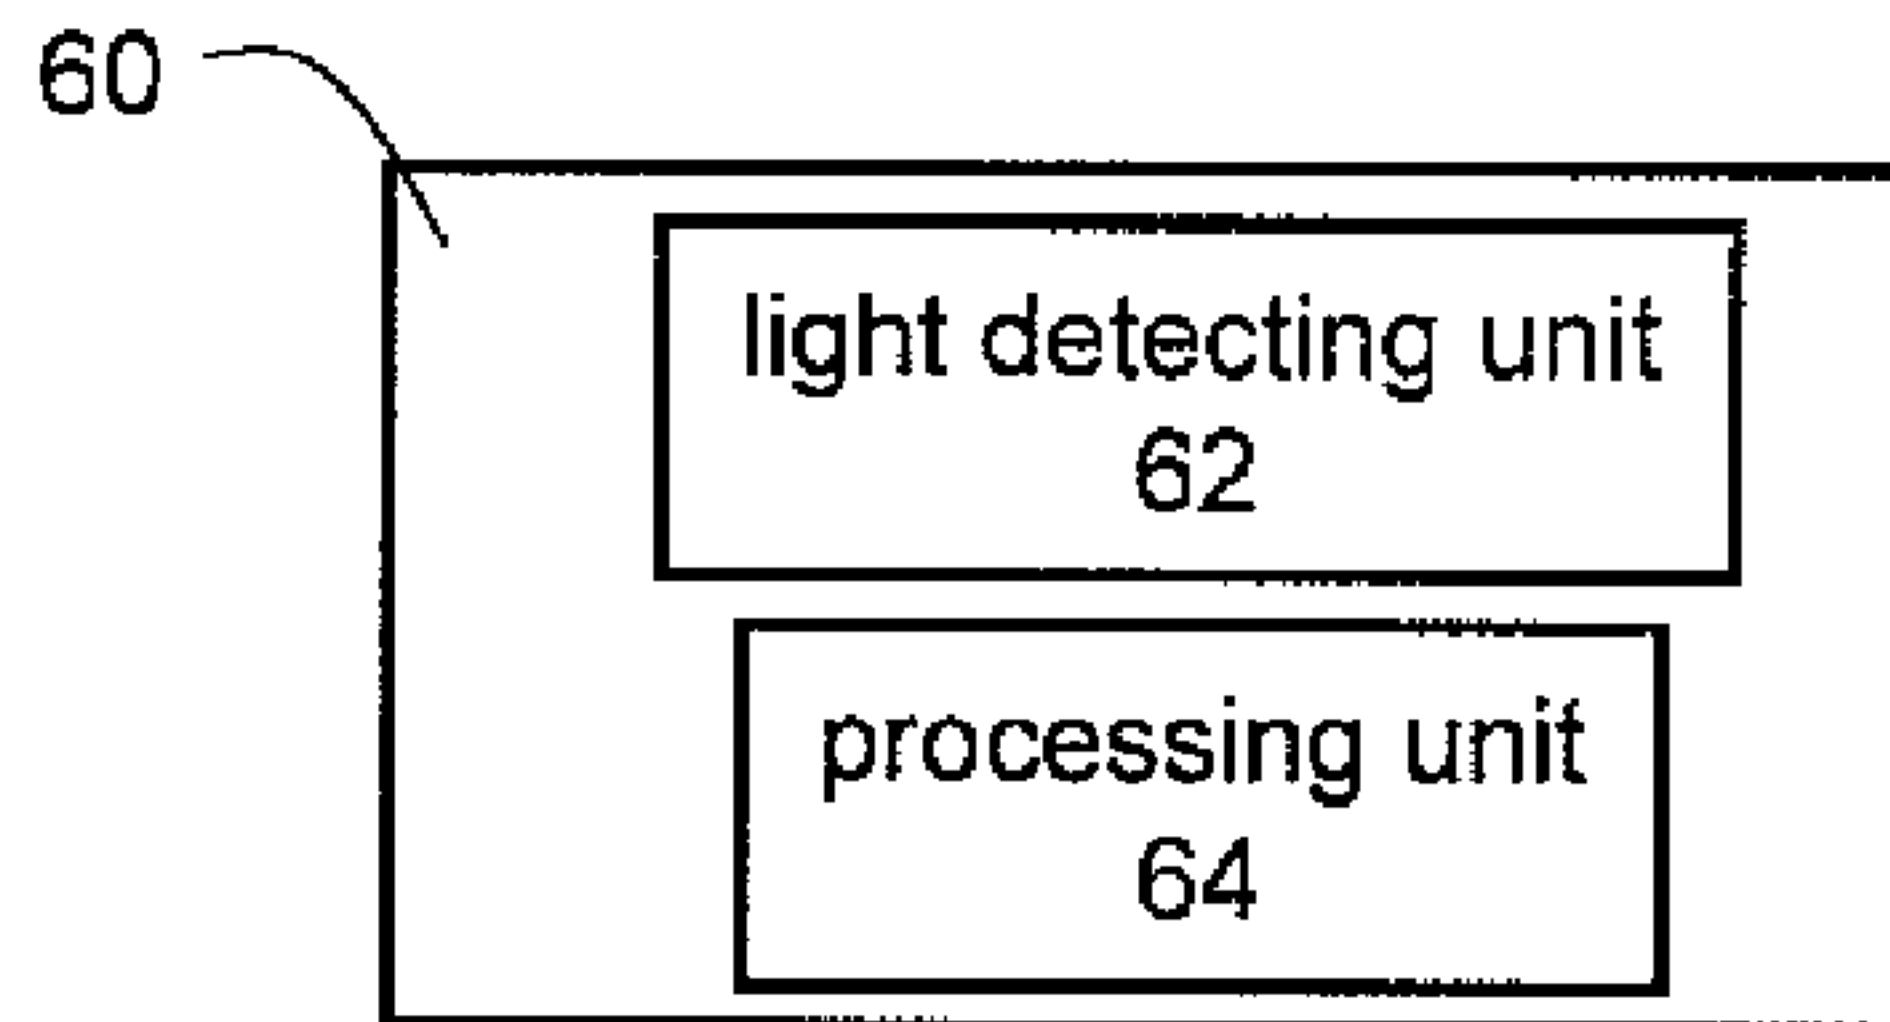 60
light detecting unit
62
processing unit
64